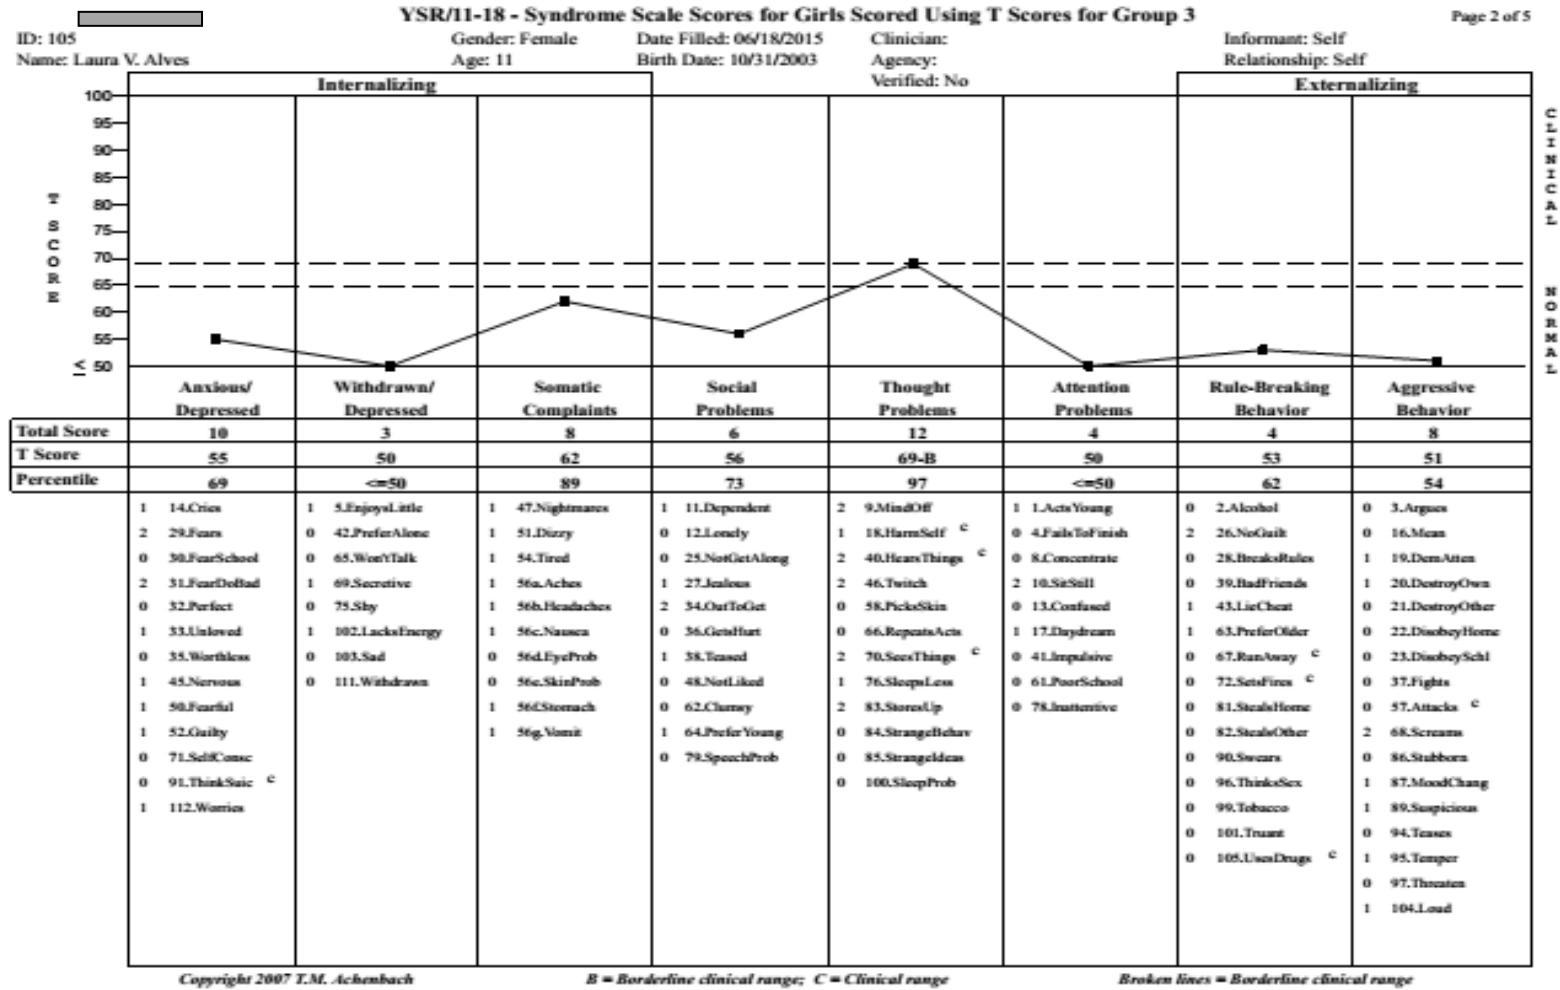 YSR/11-18 - Syndrome Scale Scores for Girls Scored Using T Scores for Group 3 Page 2 of 5
ID: 105 Gender: Female Date Filled: 06/18/2015 Clinician: Informant: Self
Name: Laura V. Alves Age: 11 Birth Date: 10/31/2003 Agency: Relationship: Self
Verified: No
Internalizing Externalizing
100
95
90
85
80
75
70
65
60
55
≤ 50
T SCORE
CLINICAL
NORMAL
Anxious/ Withdrawn/ Somatic Social Thought Attention Rule-Breaking Aggressive
Depressed Depressed Complaints Problems Problems Problems Behavior Behavior
Total Score 10 3 8 6 12 4 4 8
T Score 55 50 62 56 69-B 50 53 51
Percentile 69 <=50 89 73 97 <=50 62 54
1 14.Cries 1 5.EnjoysLittle 1 47.Nightmares 1 11.Dependent 2 9.MindOff 1 1.ActsYoung 0 2.Alcohol 0 3.Argues
2 29.Fears 0 42.PreferAlone 1 51.Dizzy 0 12.Lonely 1 18.HarmSelf c 0 4.FailsToFinish 2 26.NoGuilt 0 16.Mean
0 30.FearSchool 0 65.Won'tTalk 1 54.Tired 0 25.NotGetAlong 2 40.HearsThings c 0 8.Concentrate 0 28.BreaksRules 1 19.DemAtten
2 31.FearDoBad 1 69.Secretive 1 56a.Aches 1 27.Jealous 2 46.Twitch 2 10.SitStill 0 39.BadFriends 1 20.DestroyOwn
0 32.Perfect 0 75.Shy 1 56b.Headaches 2 34.OutToGet 0 58.PicksSkin 0 13.Confused 1 43.LieCheat 0 21.DestroyOther
1 33.Unloved 1 102.LacksEnergy 1 56c.Nausea 0 36.GetsHurt 0 66.RepeatsActs 1 17.Daydream 1 63.PreferOlder 0 22.DisobeyHome
0 35.Worthless 0 103.Sad 0 56d.EyeProb 1 38.Teased 2 70.SeesThings c 0 41.Impulsive 0 67.RunAway c 0 23.DisobeySchl
1 45.Nervous 0 111.Withdrawn 0 56e.SkinProb 0 48.NotLiked 1 76.SleepsLess 0 61.PoorSchool 0 72.SetsFires c 0 37.Fights
1 50.Fearful 1 56f.Stomach 0 62.Clumsy 2 83.StoresUp 0 78.Inattentive 0 81.StealsHome 0 57.Attacks c
1 52.Guilty 1 56g.Vomit 1 64.PreferYoung 0 84.StrangeBehav 0 82.StealsOther 2 68.Screams
0 71.SelfConsc 0 79.SpeechProb 0 85.StrangeIdeas 0 90.Swears 0 86.Stubborn
0 91.ThinkSuic c 0 100.SleepProb 0 96.ThinksSex 1 87.MoodChang
1 112.Worries 0 99.Tobacco 1 89.Suspicious
0 101.Truant 0 94.Teases
0 105.UsesDrugs c 1 95.Temper
0 97.Threaten
1 104.Loud
Copyright 2007 T.M. Achenbach B = Borderline clinical range; C = Clinical range Broken lines = Borderline clinical range